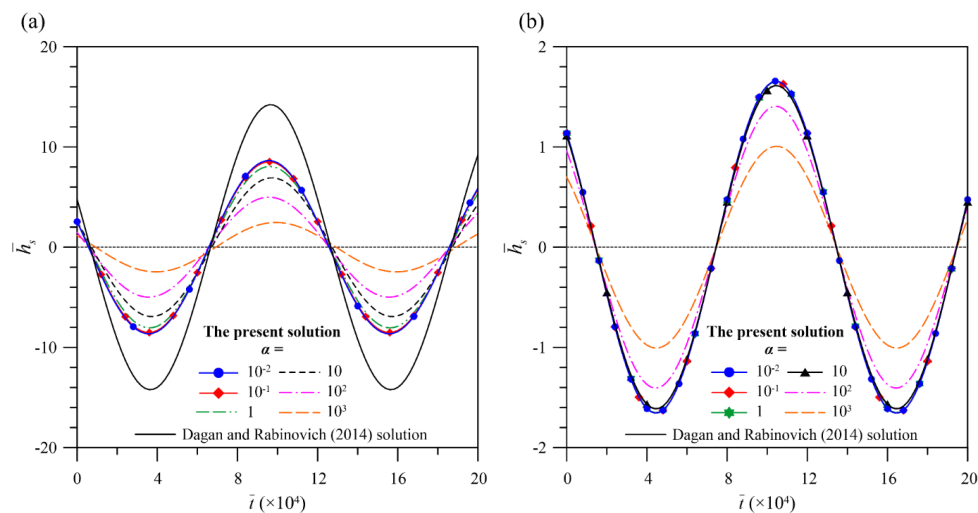 (a)
20
10
0
-10
-20
h̄s
The present solution
α =
10⁻² 10
10⁻¹ 10²
1 10³
Dagan and Rabinovich (2014) solution
0 4 8 12 16 20
t̄ (×10⁴)
(b)
2
1
0
-1
-2
h̄s
The present solution
α =
10⁻² 10
10⁻¹ 10²
1 10³
Dagan and Rabinovich (2014) solution
0 4 8 12 16 20
t̄ (×10⁴)